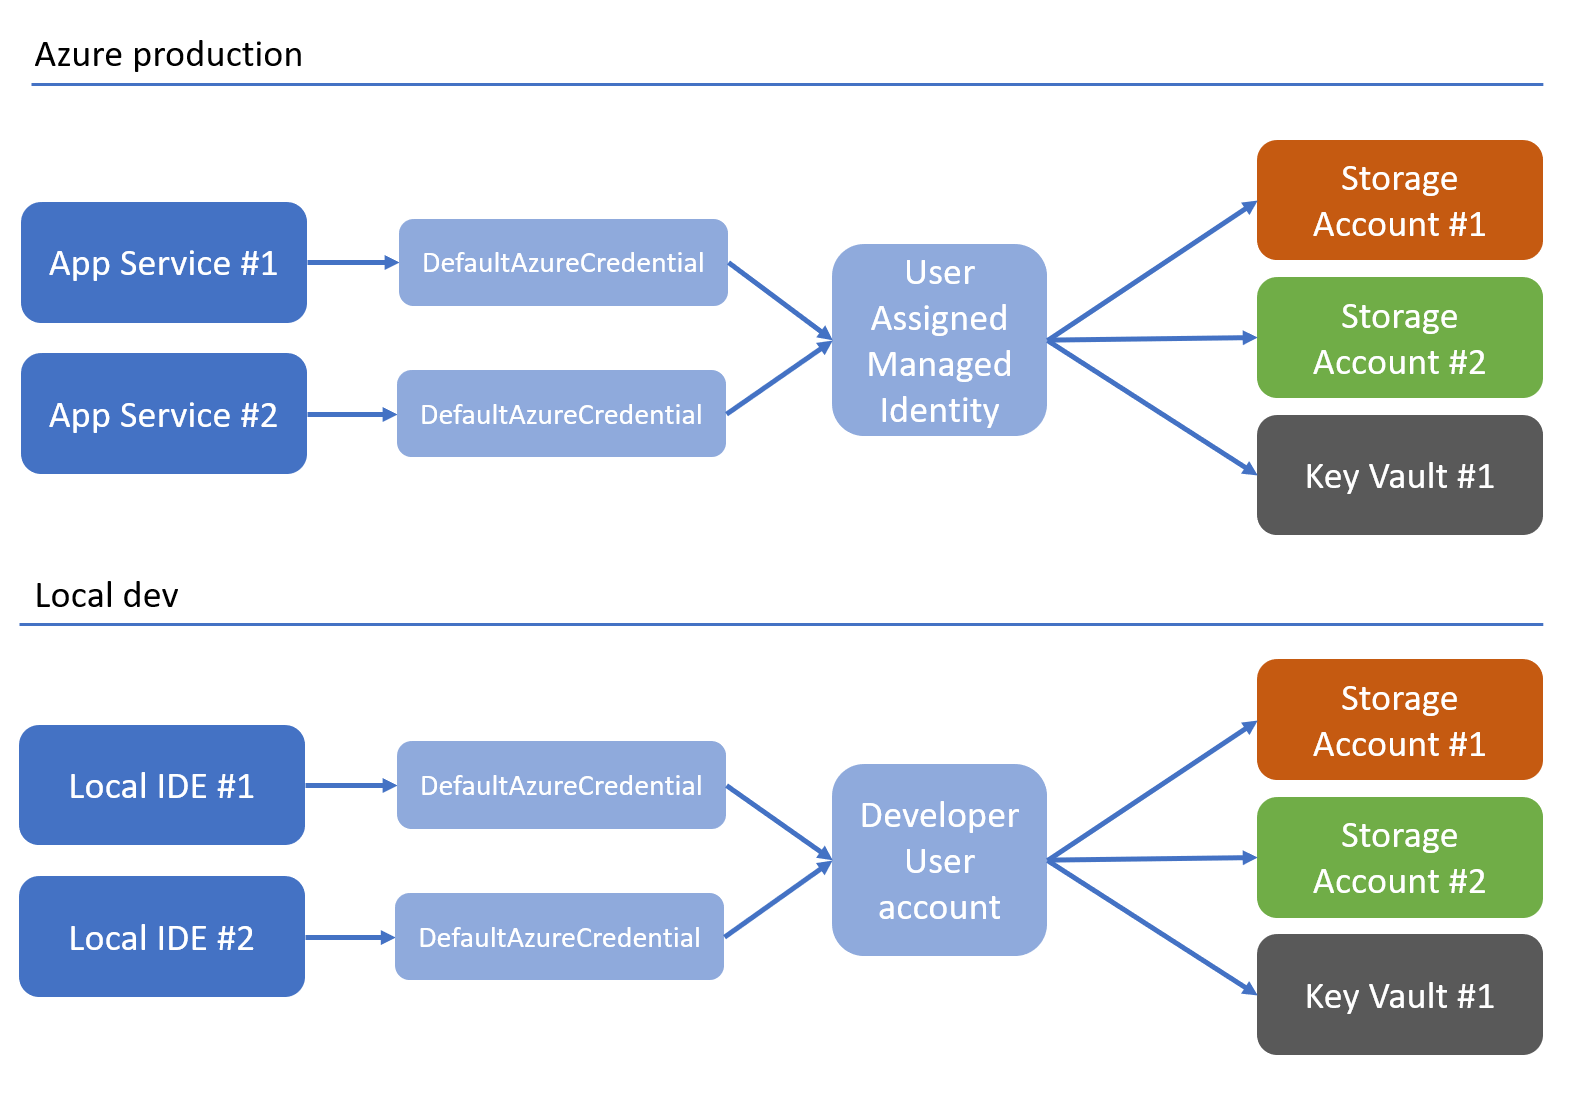 Azure production
App Service #1
DefaultAzureCredential
App Service #2
DefaultAzureCredential
User
Assigned
Managed
Identity
Storage
Account #1
Storage
Account #2
Key Vault #1
Local dev
Local IDE #1
DefaultAzureCredential
Local IDE #2
DefaultAzureCredential
Developer
User
account
Storage
Account #1
Storage
Account #2
Key Vault #1